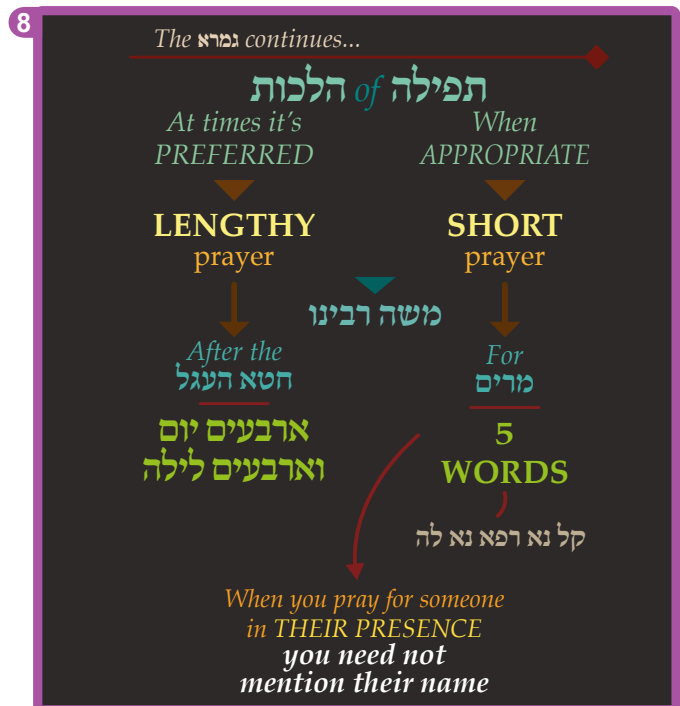 8
The גמרא continues...
הלכות of תפילה
At times it's
PREFERRED
When
APPROPRIATE
LENGTHY
prayer
SHORT
prayer
משה רבינו
After the
חטא העגל
For
מרים
ארבעים יום
וארבעים לילה
5
WORDS
קל נא רפא נא לה
When you pray for someone
in THEIR PRESENCE
you need not
mention their name